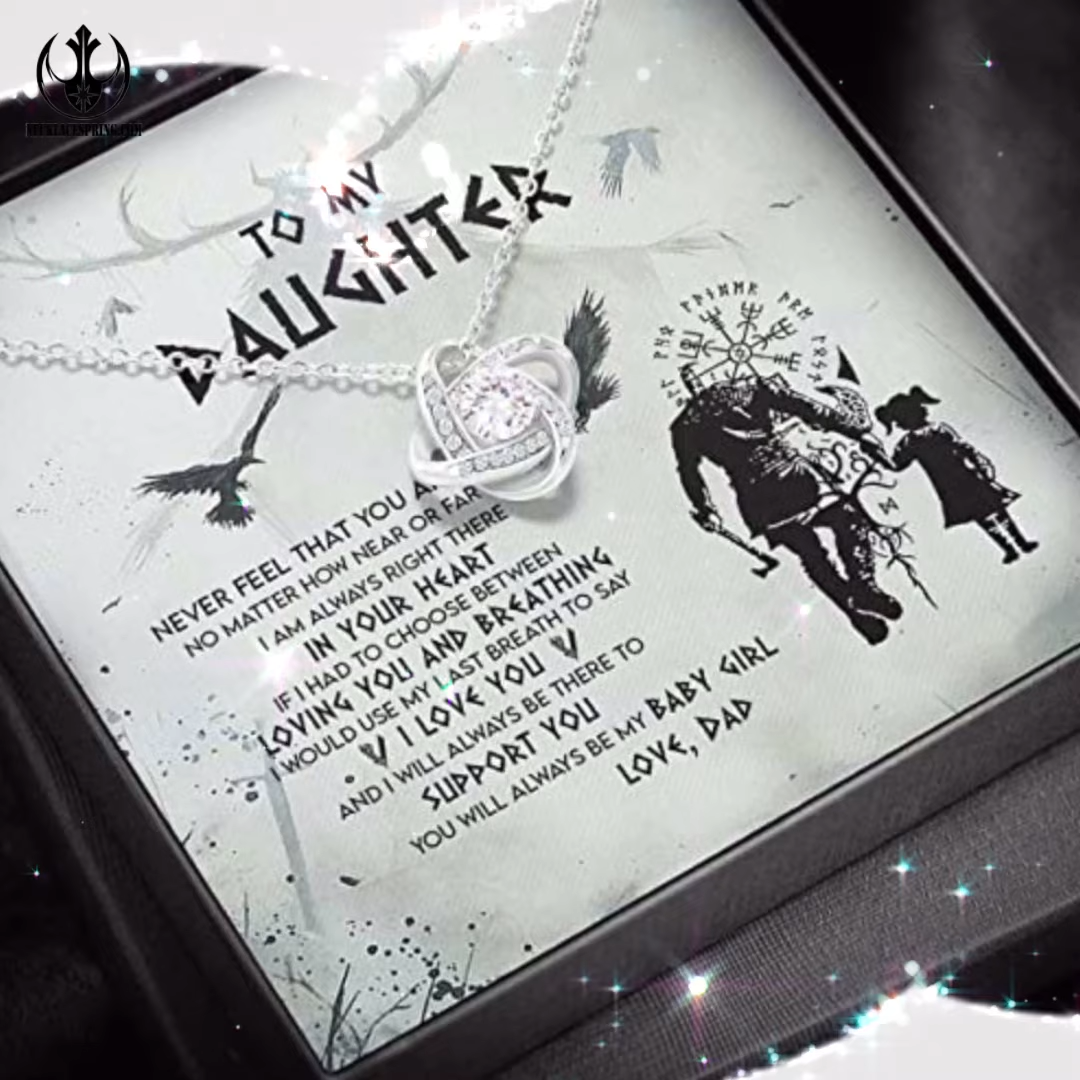 TO MY
DAUGHTER
NEVER FEEL THAT YOU
NO MATTER HOW NEAR OR FAR
I AM ALWAYS RIGHT THERE
IN YOUR HEART
IF I HAD TO CHOOSE BETWEEN
LOVING YOU AND BREATHING
I WOULD USE MY LAST BREATH TO SAY
I LOVE YOU
AND I WILL ALWAYS BE THERE TO
SUPPORT YOU
YOU WILL ALWAYS BE MY BABY GIRL
LOVE, DAD